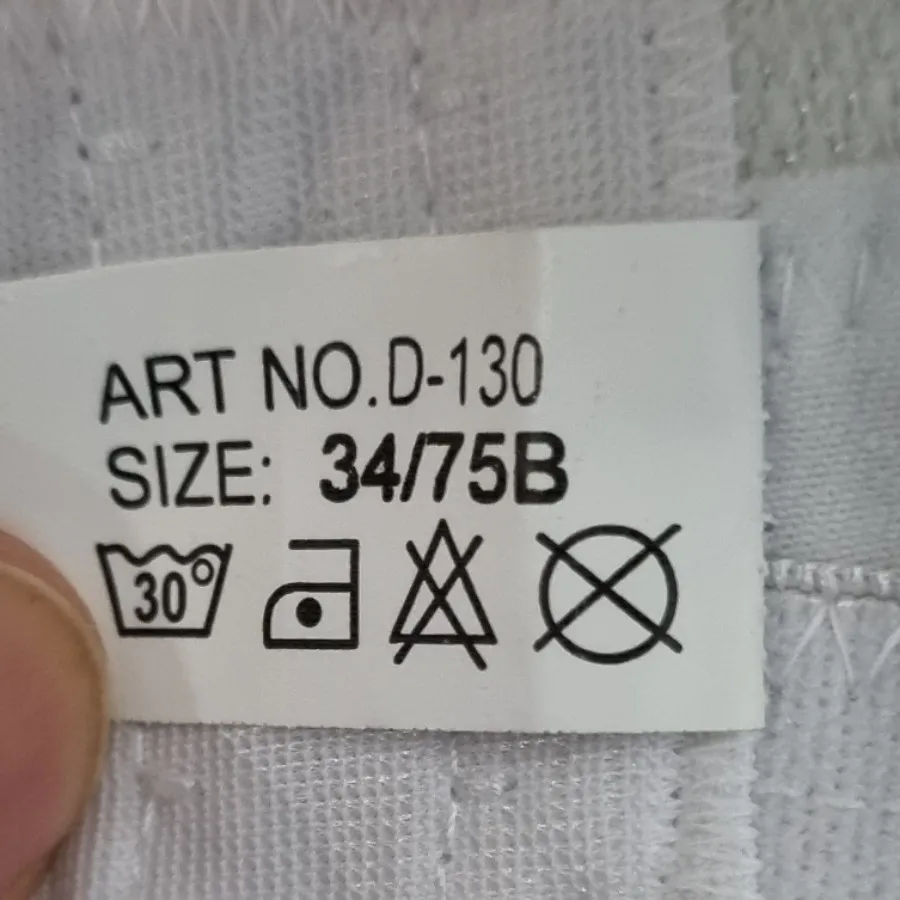 ART NO.D-130
SIZE: 34/75B
30°